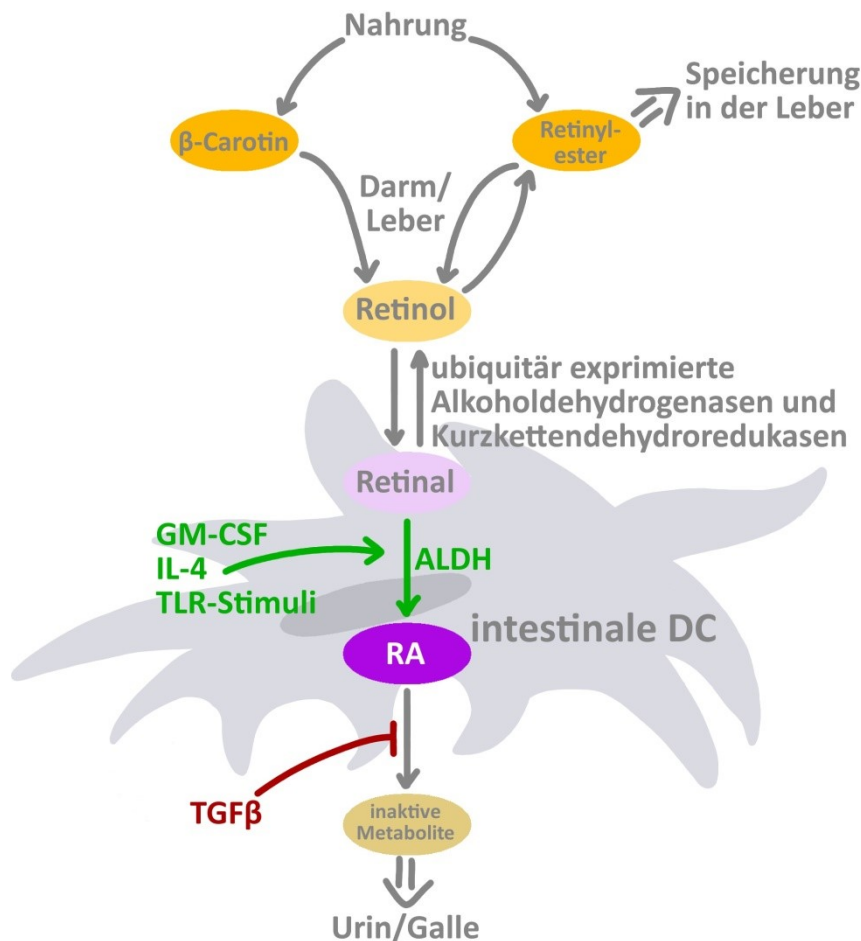 Nahrung
Speicherung
in der Leber
β-Carotin
Retinyl-
ester
Darm/
Leber
Retinol
ubiquitär exprimierte
Alkoholdehydrogenasen und
Kurzkettendehydroredukasen
Retinal
GM-CSF
IL-4
TLR-Stimuli
ALDH
intestinale DC
RA
TGFβ
inaktive
Metabolite
Urin/Galle